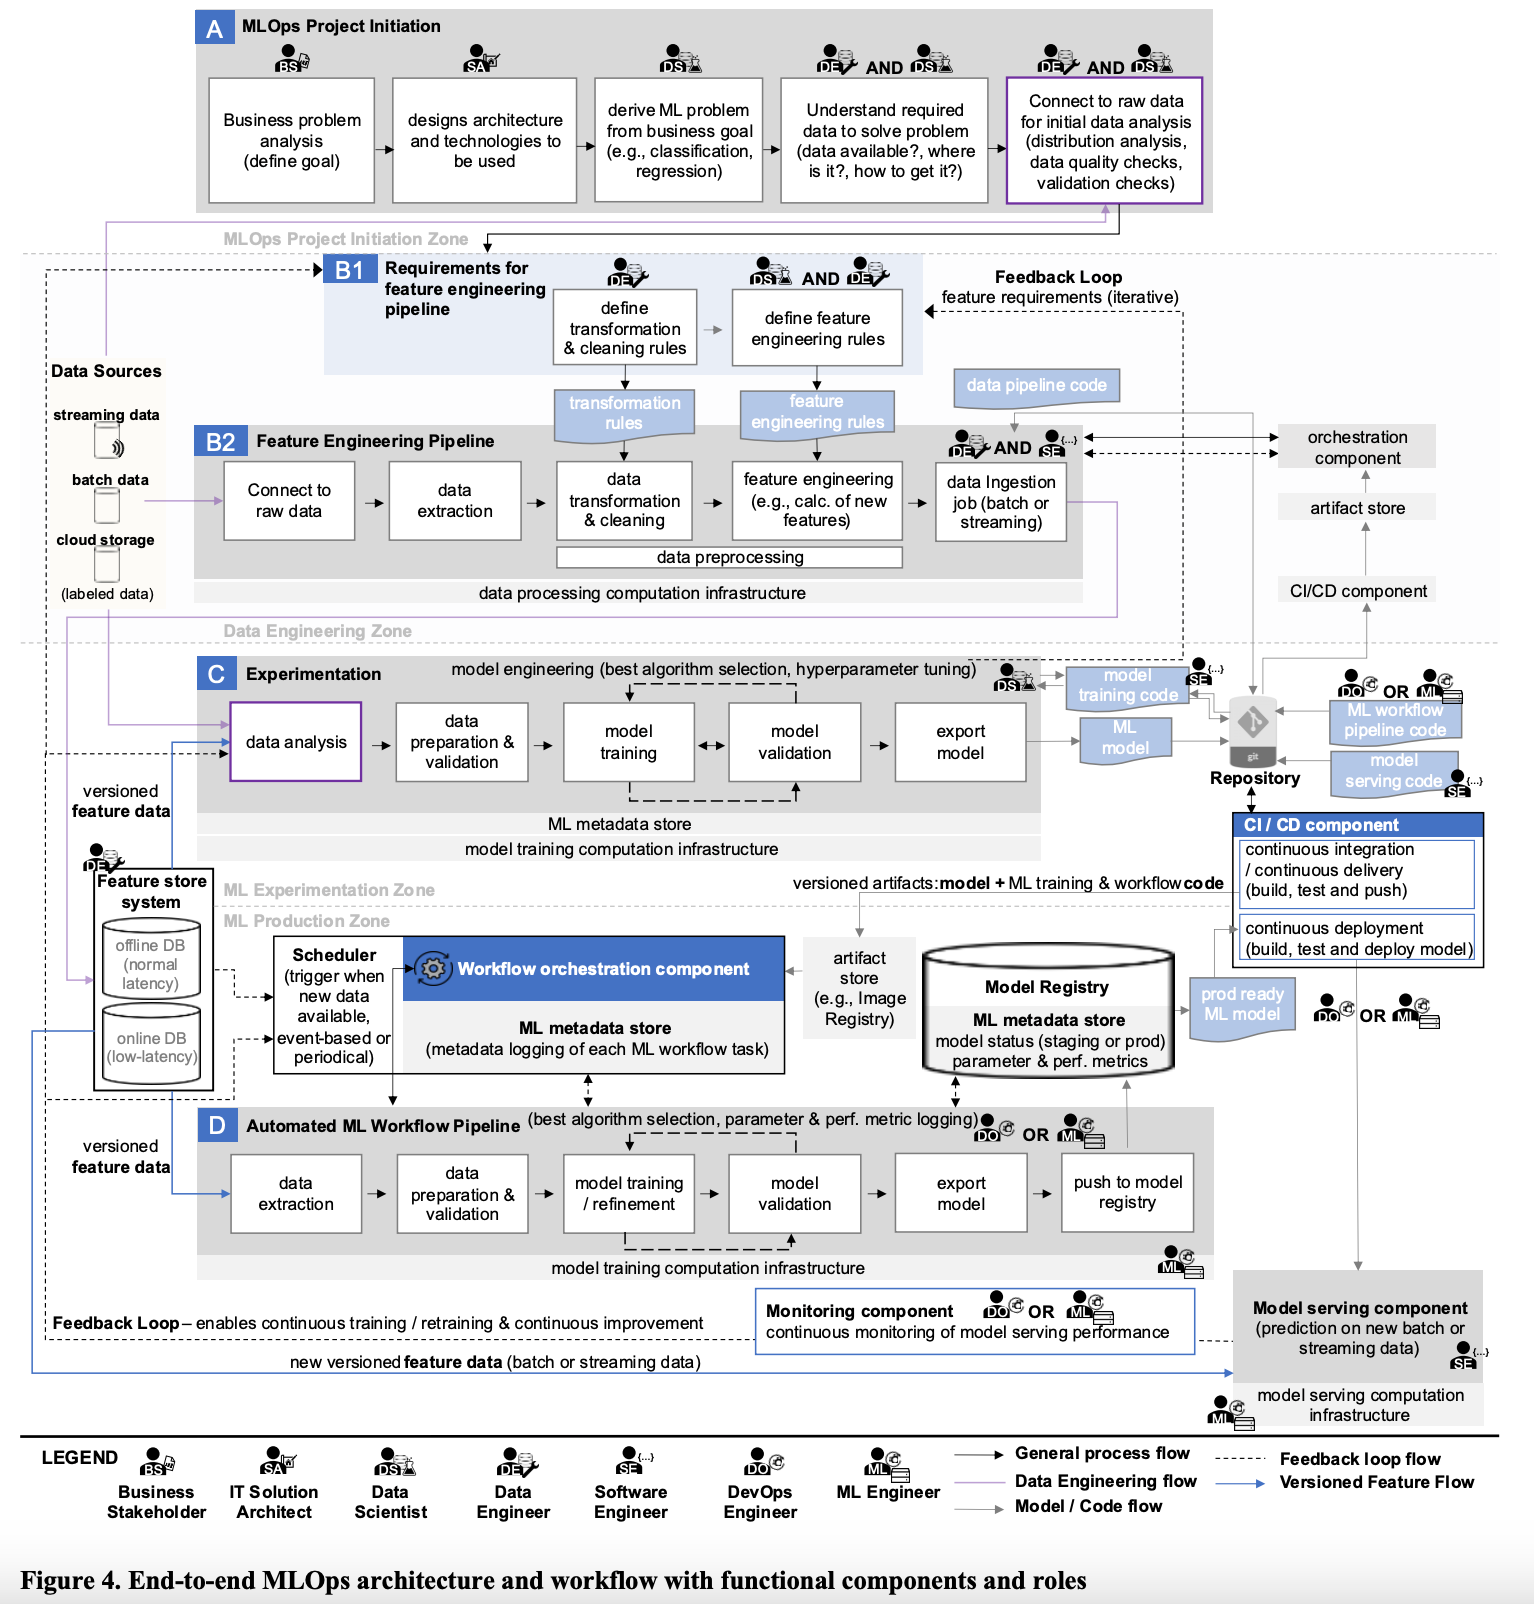 A MLOps Project Initiation
BS
SA
DS
DE AND DS
DE AND DS
Business problem
analysis
(define goal)
designs architecture
and technologies to
be used
derive ML problem
from business goal
(e.g., classification,
regression)
Understand required
data to solve problem
(data available?, where
is it?, how to get it?)
Connect to raw data
for initial data analysis
(distribution analysis,
data quality checks,
validation checks)
MLOps Project Initiation Zone
B1 Requirements for
feature engineering
pipeline
DE
DS AND DE
define
transformation
& cleaning rules
define feature
engineering rules
Feedback Loop
feature requirements (iterative)
Data Sources
streaming data
batch data
cloud storage
(labeled data)
transformation
rules
feature
engineering rules
data pipeline code
B2 Feature Engineering Pipeline
DE AND SE {...}
Connect to
raw data
data
extraction
data
transformation
& cleaning
feature engineering
(e.g., calc. of new
features)
data Ingestion
job (batch or
streaming)
data preprocessing
data processing computation infrastructure
orchestration
component
artifact store
CI/CD component
Data Engineering Zone
C Experimentation
model engineering (best algorithm selection, hyperparameter tuning)
DS
data analysis
data
preparation &
validation
model
training
model
validation
export
model
ML metadata store
model training computation infrastructure
model
training code
SE {...}
ML
model
git
Repository
DO OR ML
ML workflow
pipeline code
model
serving code
SE {...}
versioned
feature data
CI / CD component
continuous integration
/ continuous delivery
(build, test and push)
continuous deployment
(build, test and deploy model)
DE
Feature store
system
offline DB
(normal
latency)
online DB
(low-latency)
ML Experimentation Zone
versioned artifacts: model + ML training & workflow code
ML Production Zone
Scheduler
(trigger when
new data
available,
event-based or
periodical)
Workflow orchestration component
ML metadata store
(metadata logging of each ML workflow task)
artifact
store
(e.g., Image
Registry)
Model Registry
ML metadata store
model status (staging or prod)
parameter & perf. metrics
prod ready
ML model
DO OR ML
versioned
feature data
D Automated ML Workflow Pipeline
(best algorithm selection, parameter & perf. metric logging)
DO OR ML
data
extraction
data
preparation &
validation
model training
/ refinement
model
validation
export
model
push to model
registry
model training computation infrastructure
ML
Feedback Loop – enables continuous training / retraining & continuous improvement
Monitoring component
DO OR ML
continuous monitoring of model serving performance
new versioned feature data (batch or streaming data)
Model serving component
(prediction on new batch or
streaming data)
SE {...}
ML
model serving computation
infrastructure
LEGEND
BS
Business
Stakeholder
SA
IT Solution
Architect
DS
Data
Scientist
DE
Data
Engineer
SE {...}
Software
Engineer
DO
DevOps
Engineer
ML
ML Engineer
General process flow
Data Engineering flow
Model / Code flow
Feedback loop flow
Versioned Feature Flow
Figure 4. End-to-end MLOps architecture and workflow with functional components and roles